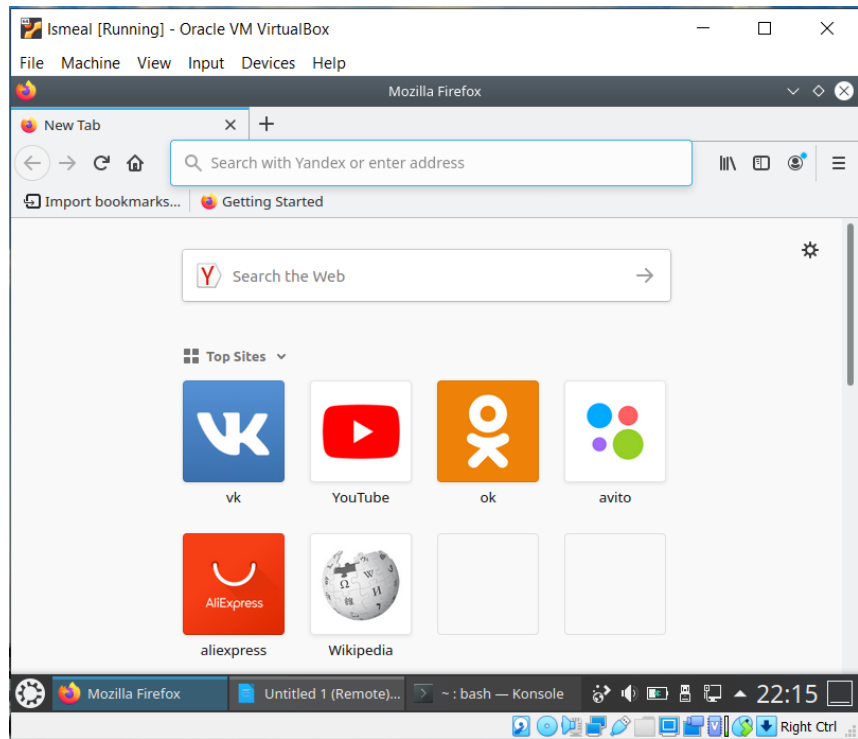 Ismeal [Running] - Oracle VM VirtualBox
File Machine View Input Devices Help
Mozilla Firefox
New Tab
Search with Yandex or enter address
Import bookmarks... Getting Started
Y Search the Web
Top Sites
vk YouTube ok avito
AliExpress
aliexpress Wikipedia
Mozilla Firefox Untitled 1 (Remote)... ~ : bash — Konsole 22:15
Right Ctrl